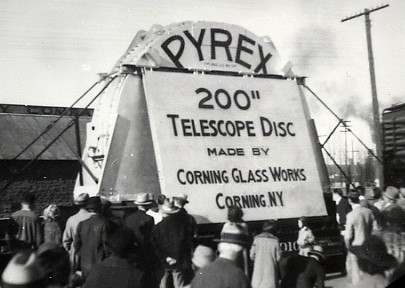 PYREX
200"
TELESCOPE DISC
MADE BY
CORNING GLASS WORKS
CORNING NY